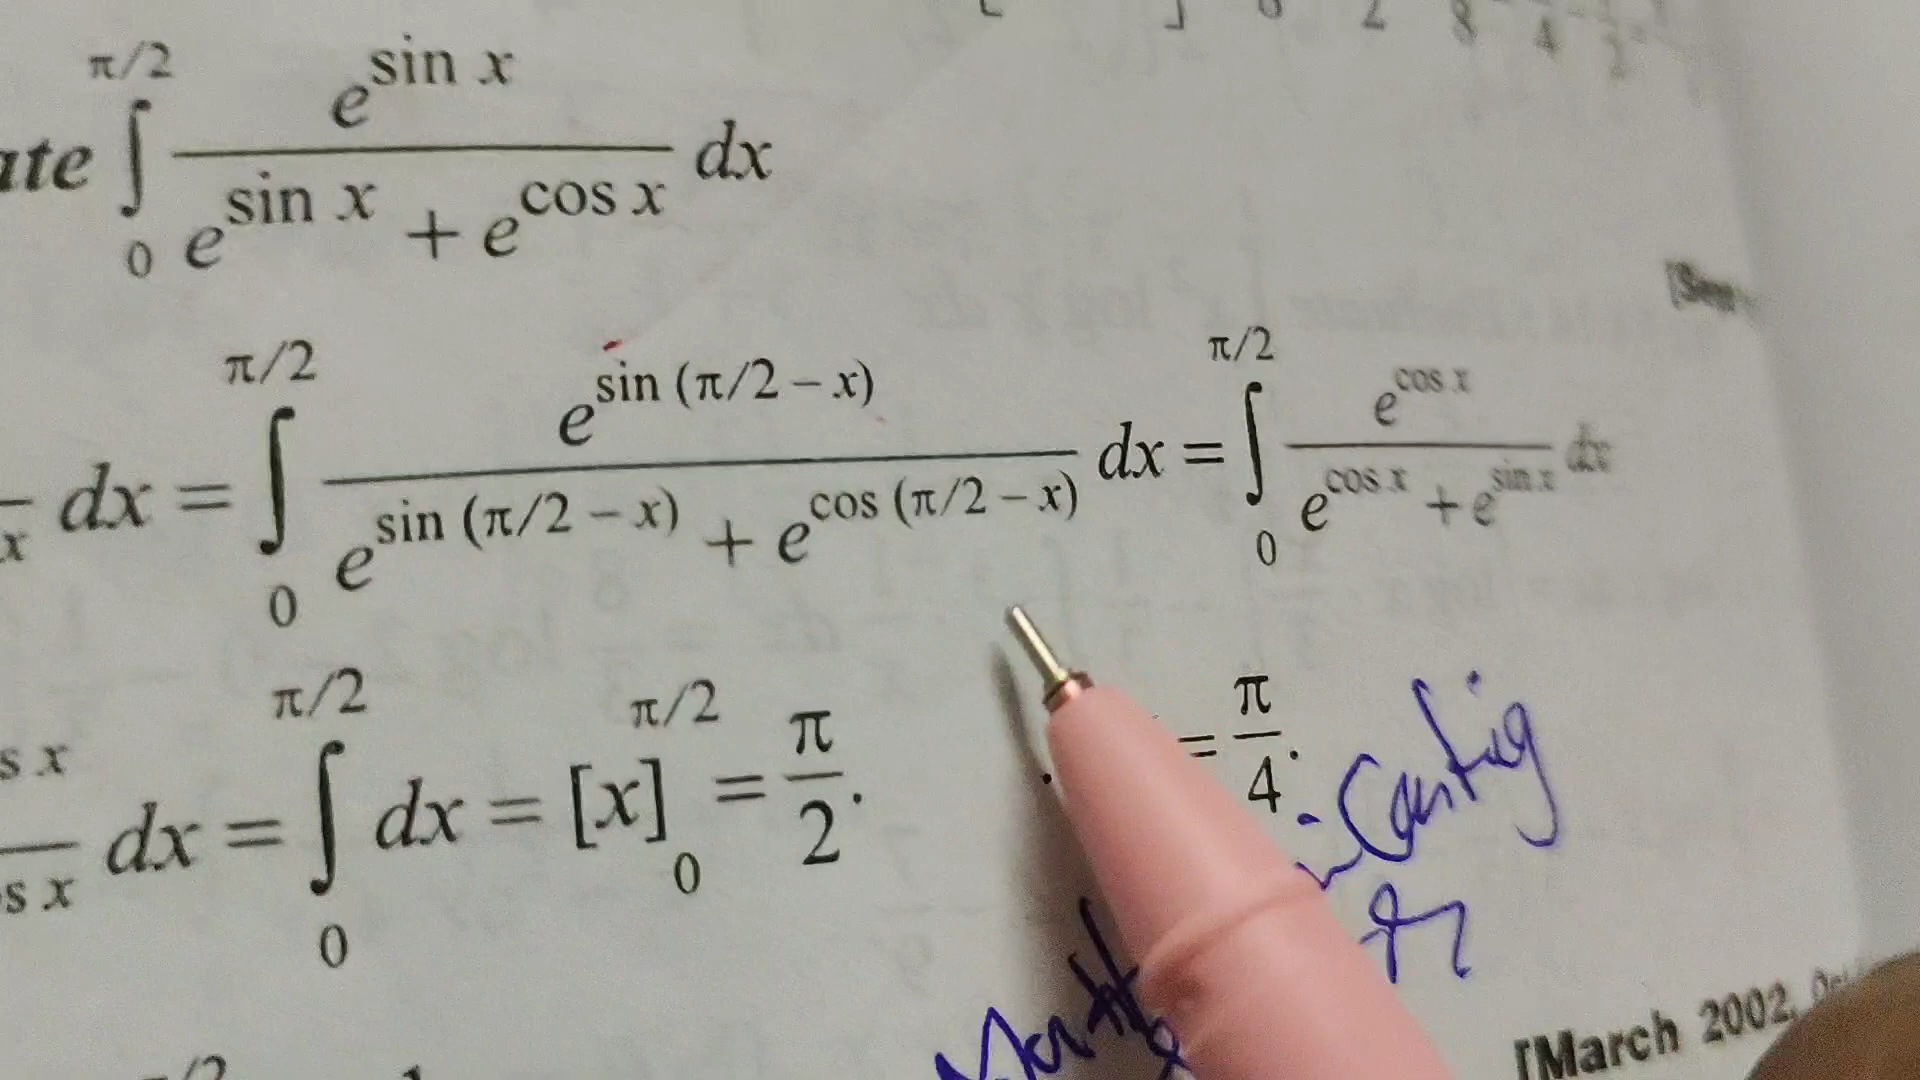 ate ∫₀^{π/2} e^{sin x} / (e^{sin x} + e^{cos x}) dx
dx = ∫₀^{π/2} e^{sin (π/2 − x)} / (e^{sin (π/2 − x)} + e^{cos (π/2 − x)}) dx = ∫₀^{π/2} e^{cos x} / (e^{cos x} + e^{sin x}) dx
dx = ∫₀^{π/2} dx = [x]₀^{π/2} = π/2. = π/4.
[March 2002,